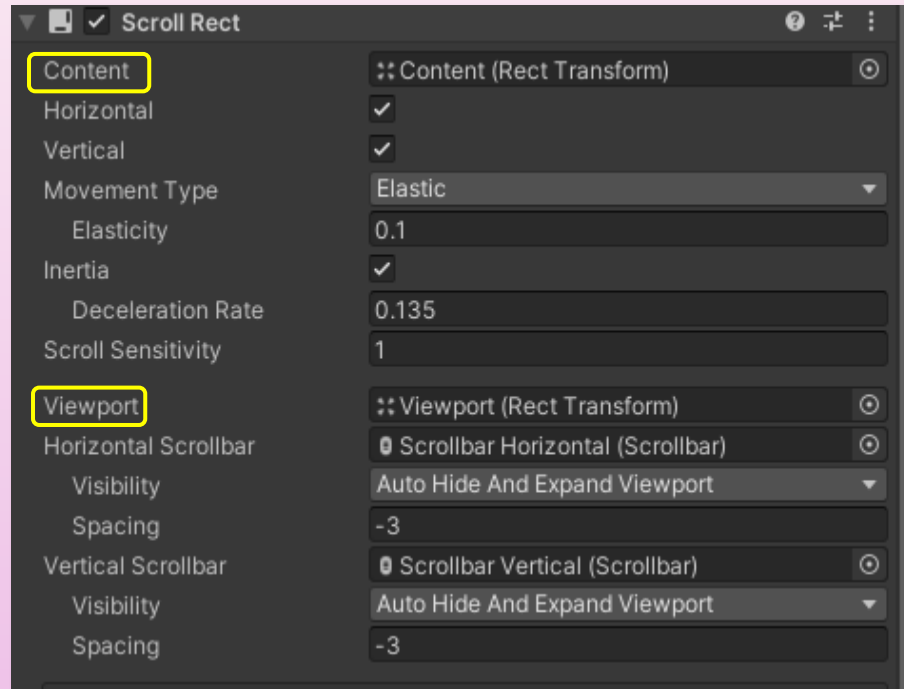 Scroll Rect
Content Content (Rect Transform)
Horizontal
Vertical
Movement Type Elastic
Elasticity 0.1
Inertia
Deceleration Rate 0.135
Scroll Sensitivity 1
Viewport Viewport (Rect Transform)
Horizontal Scrollbar Scrollbar Horizontal (Scrollbar)
Visibility Auto Hide And Expand Viewport
Spacing -3
Vertical Scrollbar Scrollbar Vertical (Scrollbar)
Visibility Auto Hide And Expand Viewport
Spacing -3